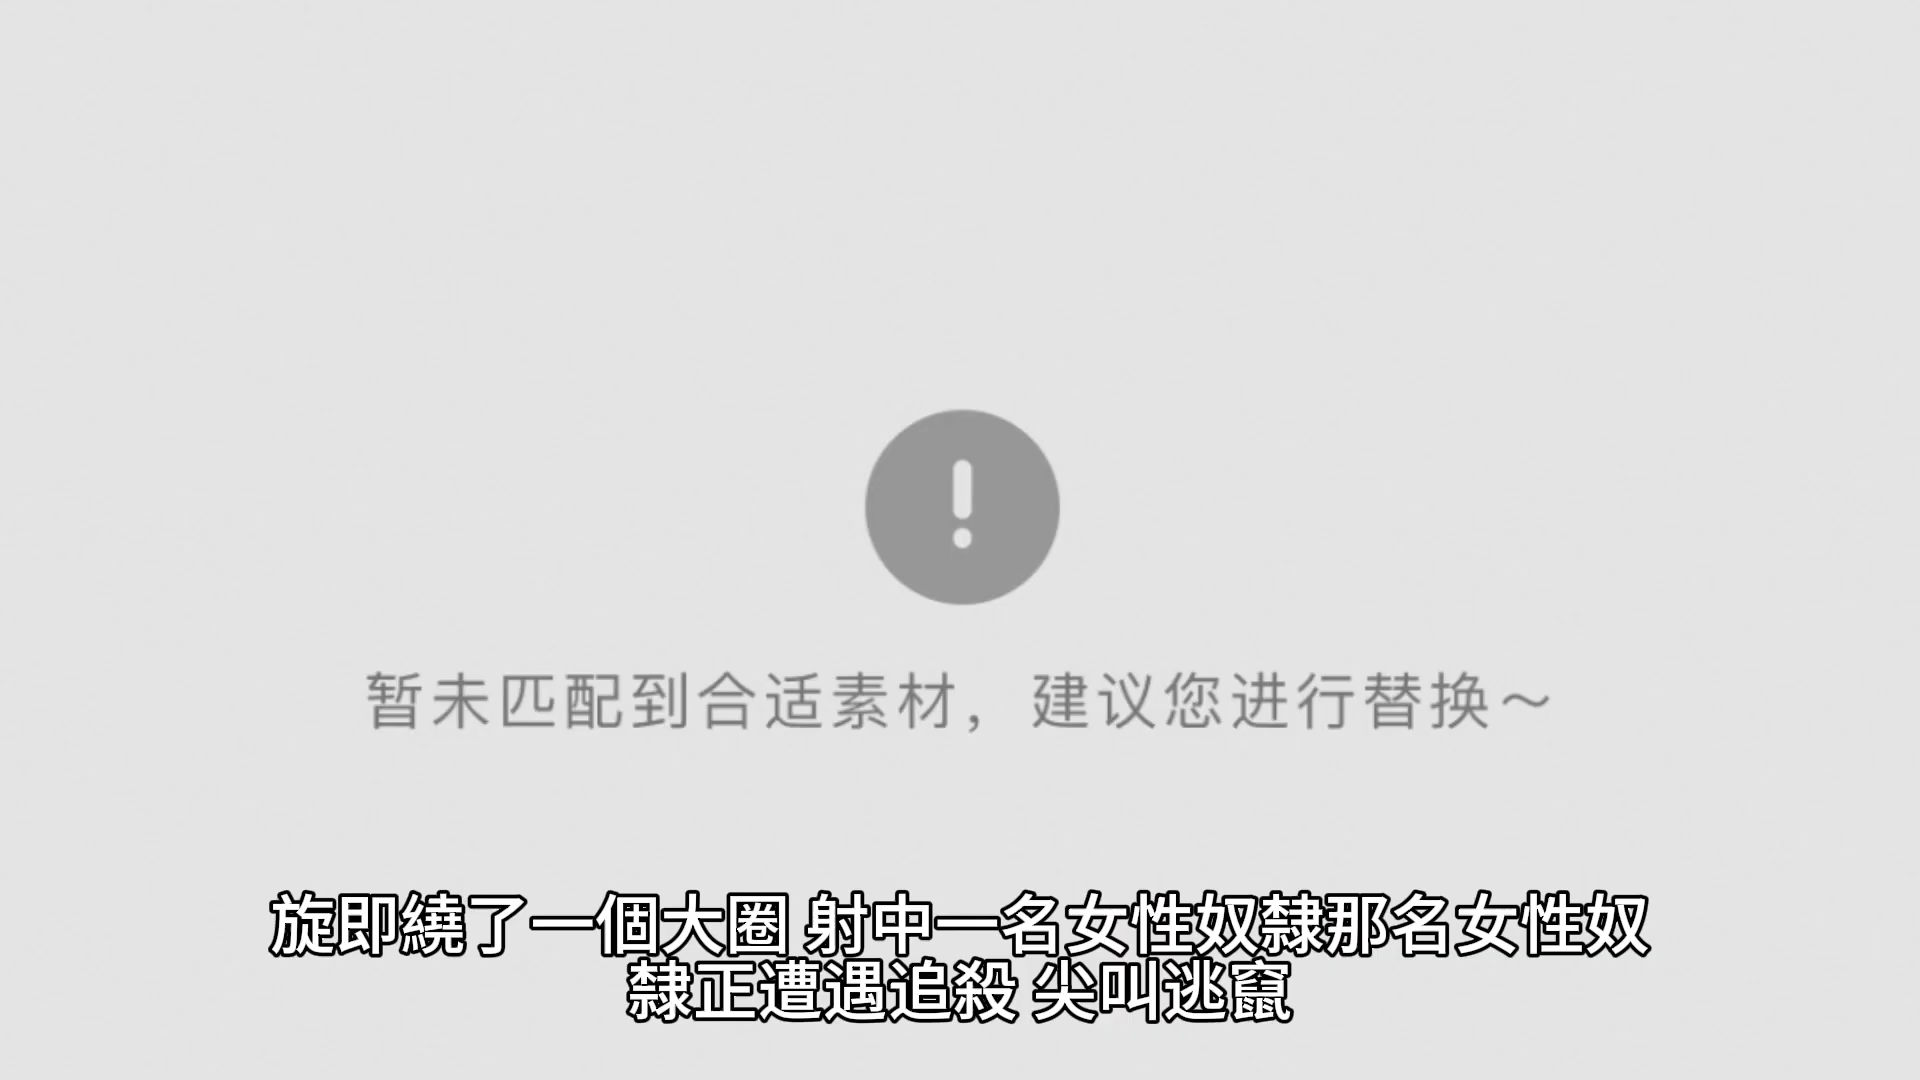 暂未匹配到合适素材，建议您进行替换～
旋即繞了一個大圈 射中一名女性奴隸那名女性奴
隸正遭遇追殺 尖叫逃竄